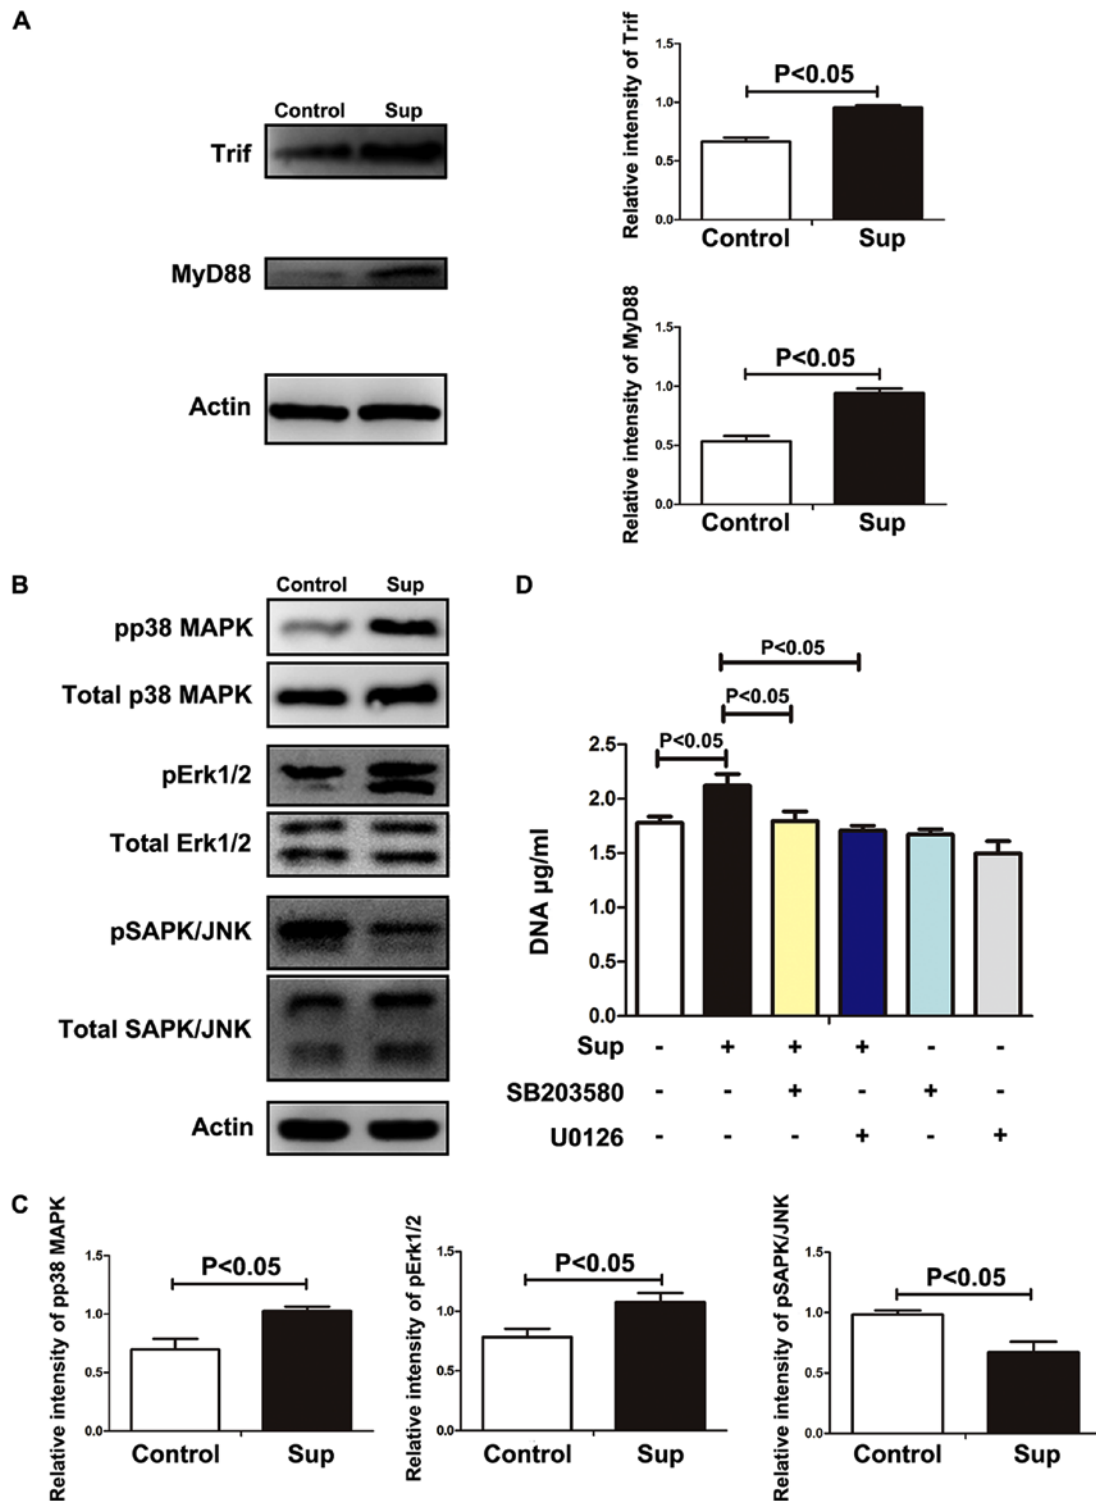 A
Control Sup
Trif
MyD88
Actin
Relative intensity of Trif
1.5
1.0
0.5
0.0
P<0.05
Control Sup
Relative intensity of MyD88
1.5
1.0
0.5
0.0
P<0.05
Control Sup
B
Control Sup
pp38 MAPK
Total p38 MAPK
pErk1/2
Total Erk1/2
pSAPK/JNK
Total SAPK/JNK
Actin
D
P<0.05
P<0.05
P<0.05
DNA µg/ml
2.5
2.0
1.5
1.0
0.5
0.0
Sup - + + + - -
SB203580 - - + - + -
U0126 - - - + - +
C
Relative intensity of pp38 MAPK
1.5
1.0
0.5
0.0
P<0.05
Control Sup
Relative intensity of pErk1/2
1.5
1.0
0.5
0.0
P<0.05
Control Sup
Relative intensity of pSAPK/JNK
1.5
1.0
0.5
0.0
P<0.05
Control Sup